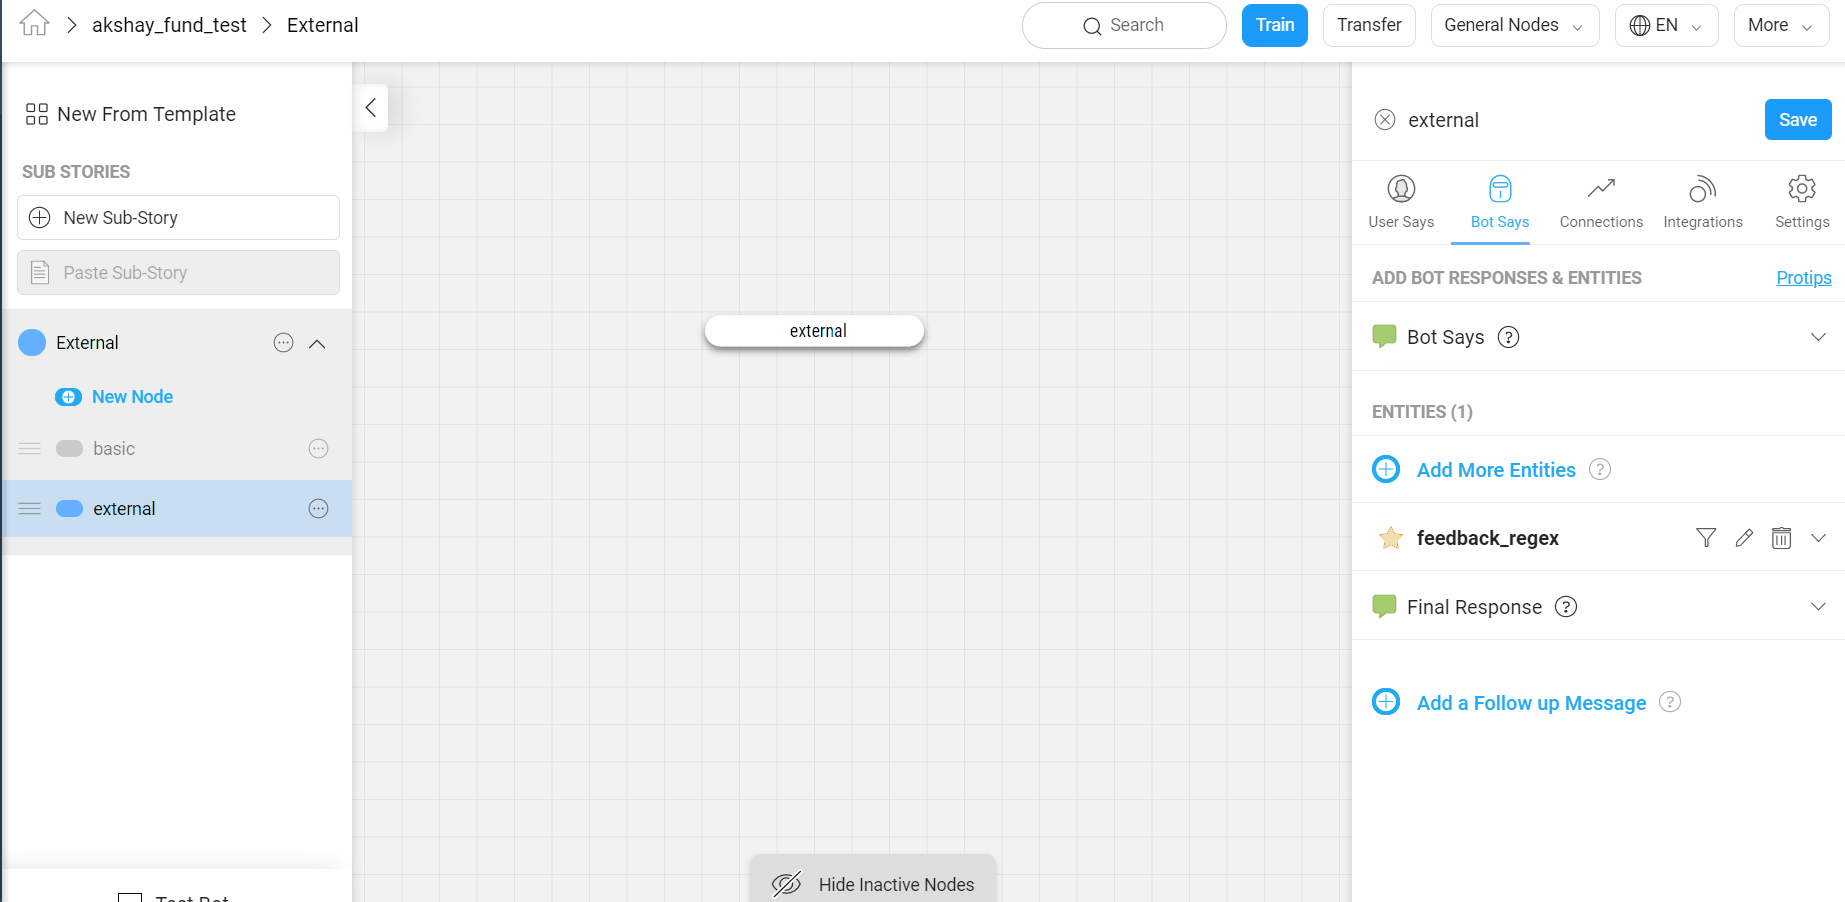 akshay_fund_test
External
Search
Train
Transfer
General Nodes
EN
More
New From Template
SUB STORIES
New Sub-Story
Paste Sub-Story
External
New Node
basic
external
external
Hide Inactive Nodes
external
Save
User Says
Bot Says
Connections
Integrations
Settings
ADD BOT RESPONSES & ENTITIES
Protips
Bot Says
ENTITIES (1)
Add More Entities
feedback_regex
Final Response
Add a Follow up Message
Test Bot